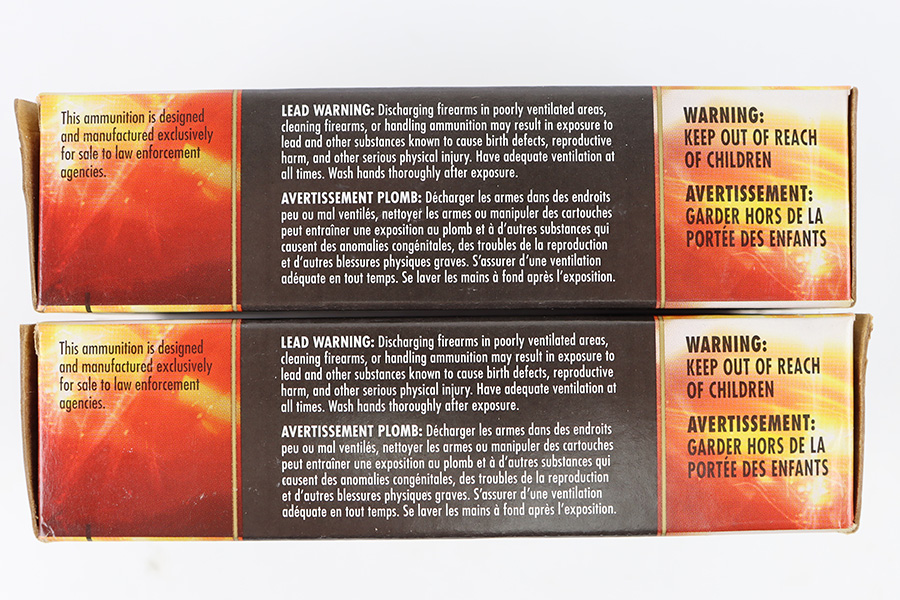 This ammunition is designed
and manufactured exclusively
for sale to law enforcement
agencies.
LEAD WARNING: Discharging firearms in poorly ventilated areas,
cleaning firearms, or handling ammunition may result in exposure to
lead and other substances known to cause birth defects, reproductive
harm, and other serious physical injury. Have adequate ventilation at
all times. Wash hands thoroughly after exposure.
AVERTISSEMENT PLOMB: Décharger les armes dans des endroits
peu ou mal ventilés, nettoyer les armes ou manipuler des cartouches
peut entraîner une exposition au plomb et à d'autres substances qui
causent des anomalies congénitales, des troubles de la reproduction
et d'autres blessures physiques graves. S'assurer d'une ventilation
adéquate en tout temps. Se laver les mains à fond après l'exposition.
WARNING:
KEEP OUT OF REACH
OF CHILDREN
AVERTISSEMENT:
GARDER HORS DE LA
PORTÉE DES ENFANTS
This ammunition is designed
and manufactured exclusively
for sale to law enforcement
agencies.
LEAD WARNING: Discharging firearms in poorly ventilated areas,
cleaning firearms, or handling ammunition may result in exposure to
lead and other substances known to cause birth defects, reproductive
harm, and other serious physical injury. Have adequate ventilation at
all times. Wash hands thoroughly after exposure.
AVERTISSEMENT PLOMB: Décharger les armes dans des endroits
peu ou mal ventilés, nettoyer les armes ou manipuler des cartouches
peut entraîner une exposition au plomb et à d'autres substances qui
causent des anomalies congénitales, des troubles de la reproduction
et d'autres blessures physiques graves. S'assurer d'une ventilation
adéquate en tout temps. Se laver les mains à fond après l'exposition.
WARNING:
KEEP OUT OF REACH
OF CHILDREN
AVERTISSEMENT:
GARDER HORS DE LA
PORTÉE DES ENFANTS